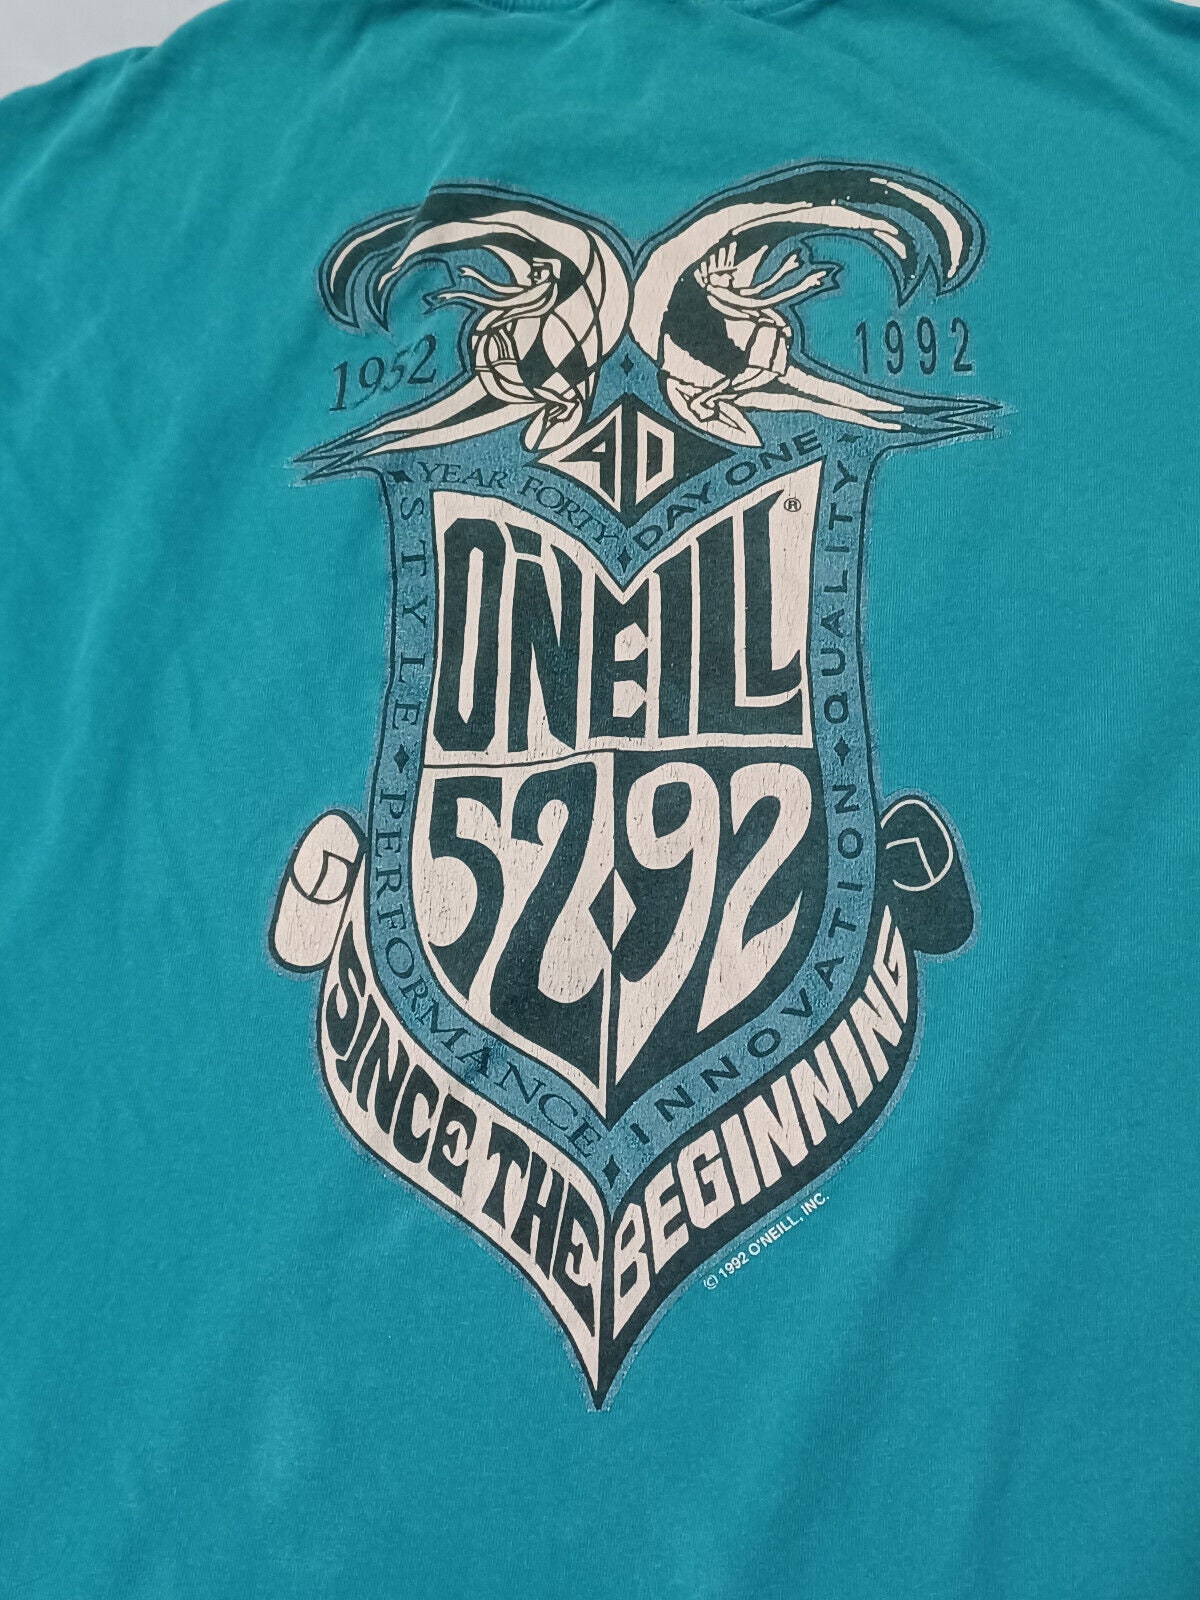 1952
1992
40
YEAR FORTY DAY ONE
O'NEILL®
52 92
STYLE PERFORMANCE
INNOVATION QUALITY
SINCE THE BEGINNING
© 1992 O'NEILL, INC.